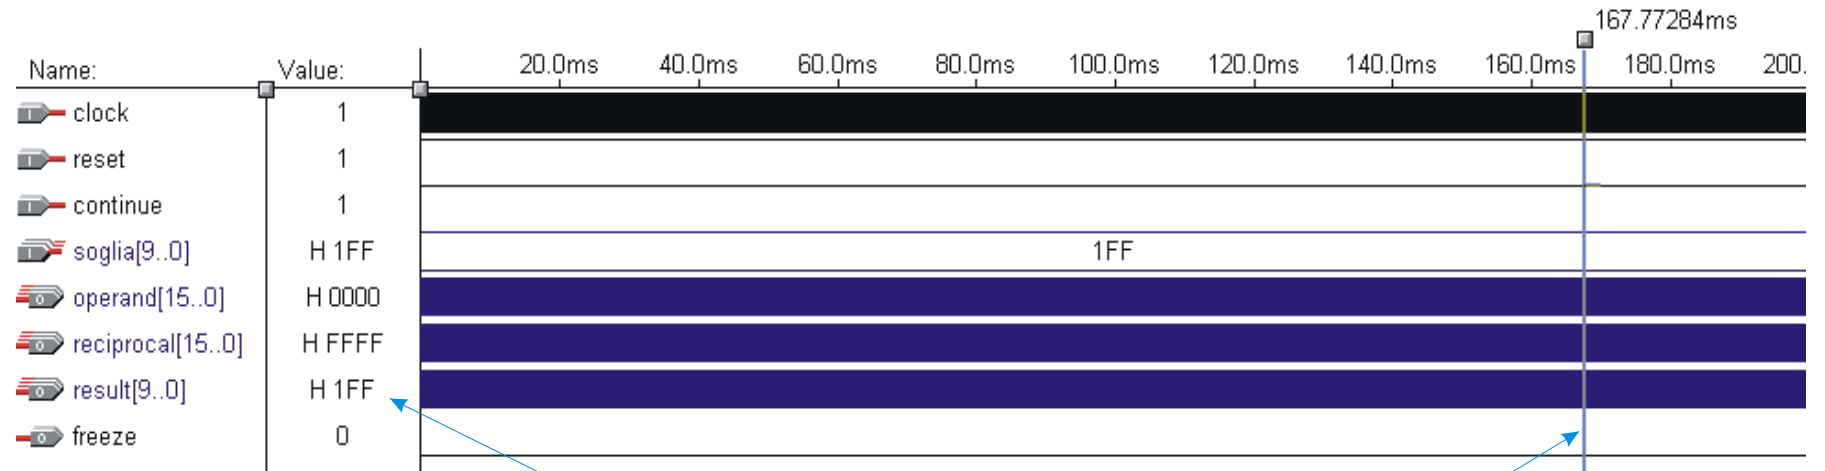 167.77284ms
Name: Value: 20.0ms 40.0ms 60.0ms 80.0ms 100.0ms 120.0ms 140.0ms 160.0ms 180.0ms 200.
clock 1
reset 1
continue 1
soglia[9..0] H 1FF 1FF
operand[15..0] H 0000
reciprocal[15..0] H FFFF
result[9..0] H 1FF
freeze 0